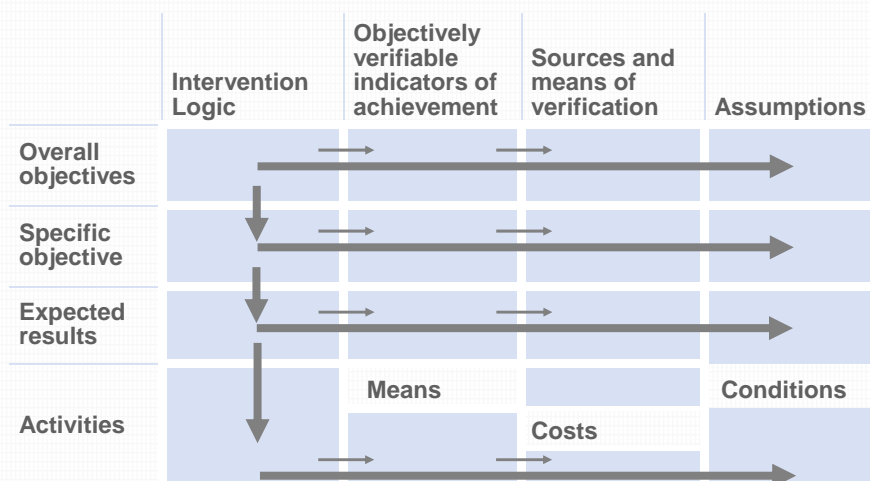 Intervention
Logic
Objectively
verifiable
indicators of
achievement
Sources and
means of
verification
Assumptions
Overall
objectives
Specific
objective
Expected
results
Activities
Means
Costs
Conditions